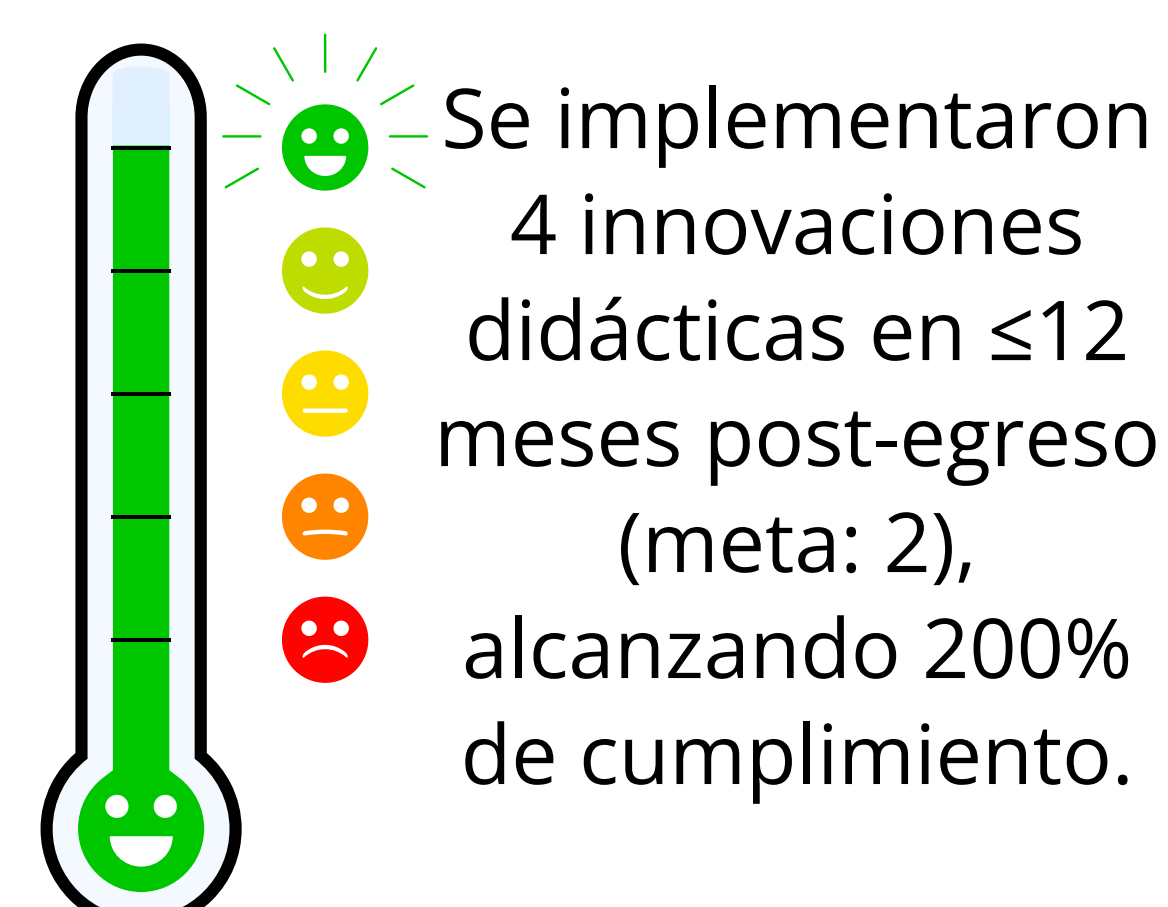 Se implementaron
4 innovaciones
didácticas en ≤12
meses post-egreso
(meta: 2),
alcanzando 200%
de cumplimiento.